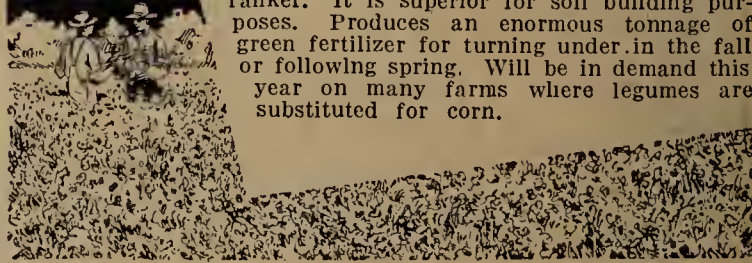 ranker. It is superior for soil building pur-
poses. Produces an enormous tonnage of
green fertilizer for turning under.in the fall
or following spring. Will be in demand this
year on many farms where legumes are
substituted for corn.